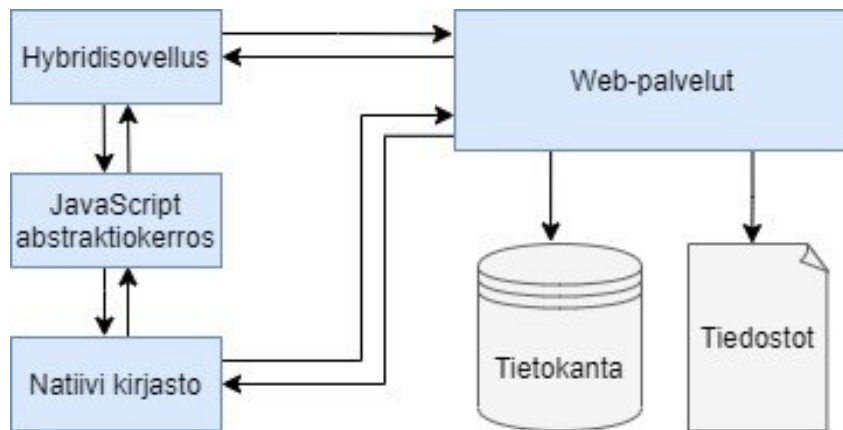 Hybridisovellus
Web-palvelut
JavaScript
abstraktiokerros
Natiivi kirjasto
Tietokanta
Tiedostot